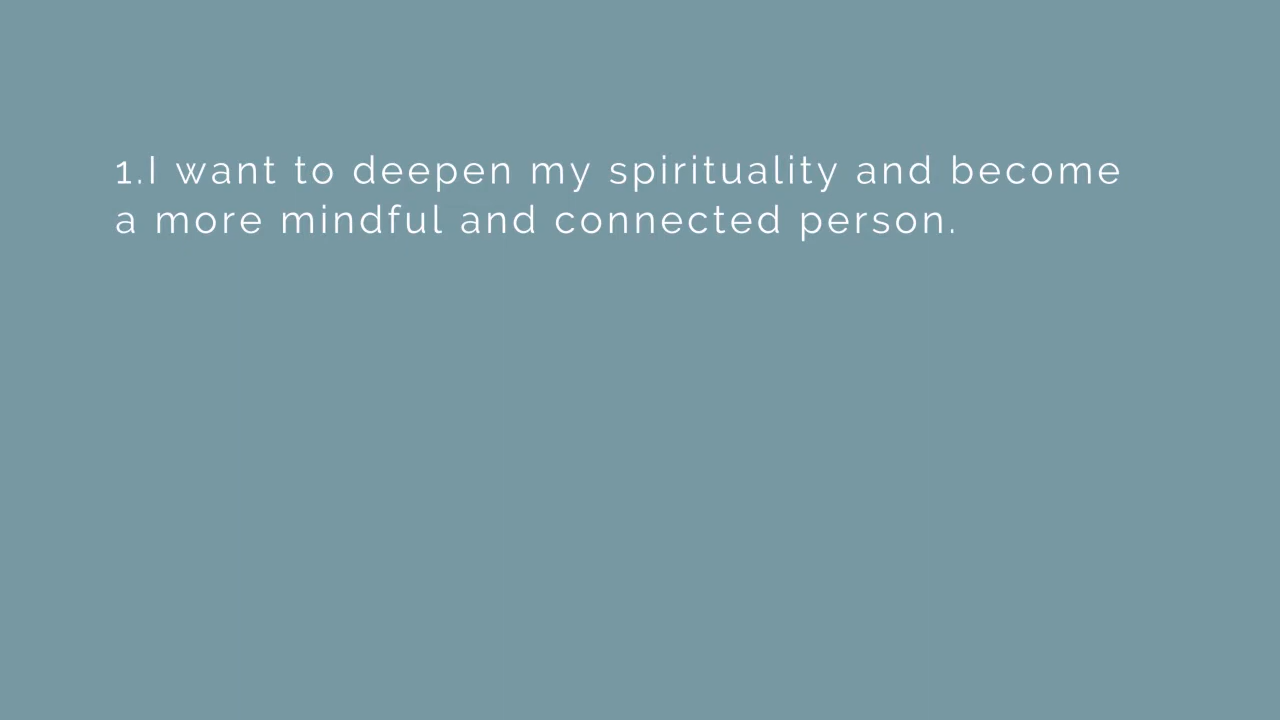 1.I want to deepen my spirituality and become
a more mindful and connected person.